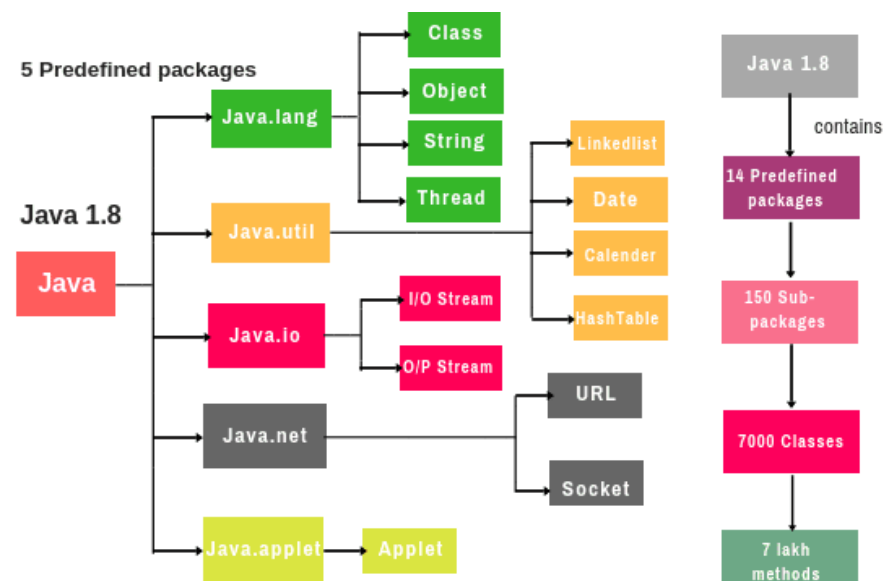 5 Predefined packages
Java 1.8
Java
Java.lang
Class
Object
String
Thread
Java.util
Linkedlist
Date
Calender
HashTable
Java.io
I/O Stream
O/P Stream
Java.net
URL
Socket
Java.applet
Applet
Java 1.8
contains
14 Predefined
packages
150 Sub-
packages
7000 Classes
7 lakh
methods